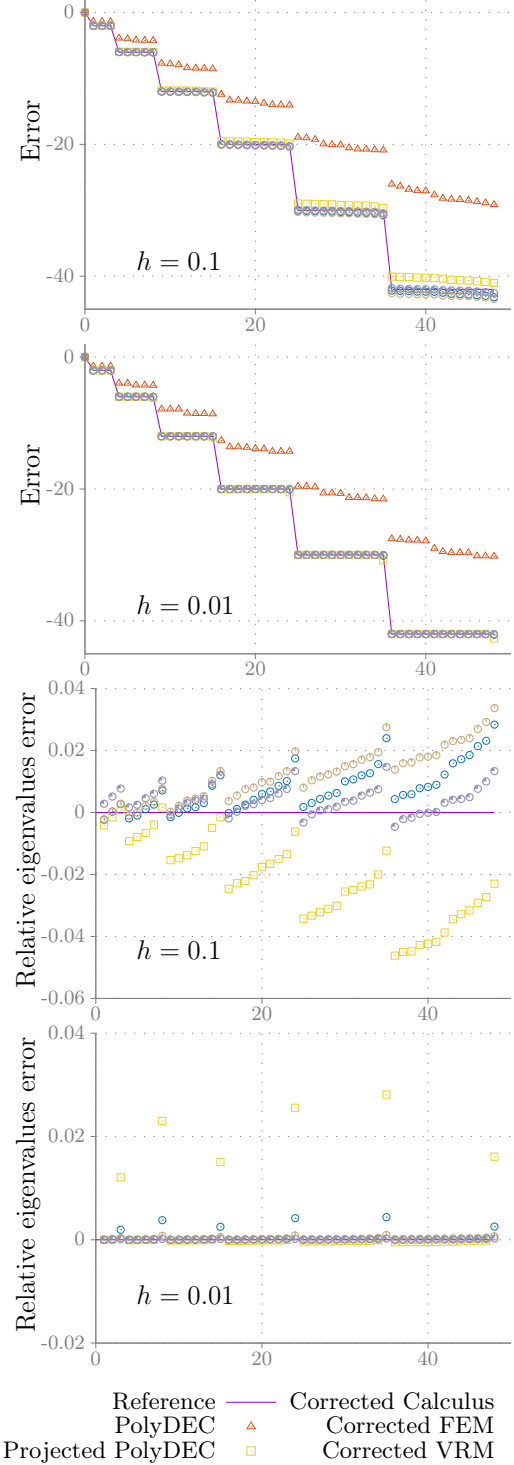 0
-20
-40
0
20
40
Error
h = 0.1
0
-20
-40
0
20
40
Error
h = 0.01
0.04
0.02
0
-0.02
-0.04
-0.06
0
20
40
Relative eigenvalues error
h = 0.1
0.04
0.02
0
-0.02
0
20
40
Relative eigenvalues error
h = 0.01
Reference
Corrected Calculus
PolyDEC
Corrected FEM
Projected PolyDEC
Corrected VRM